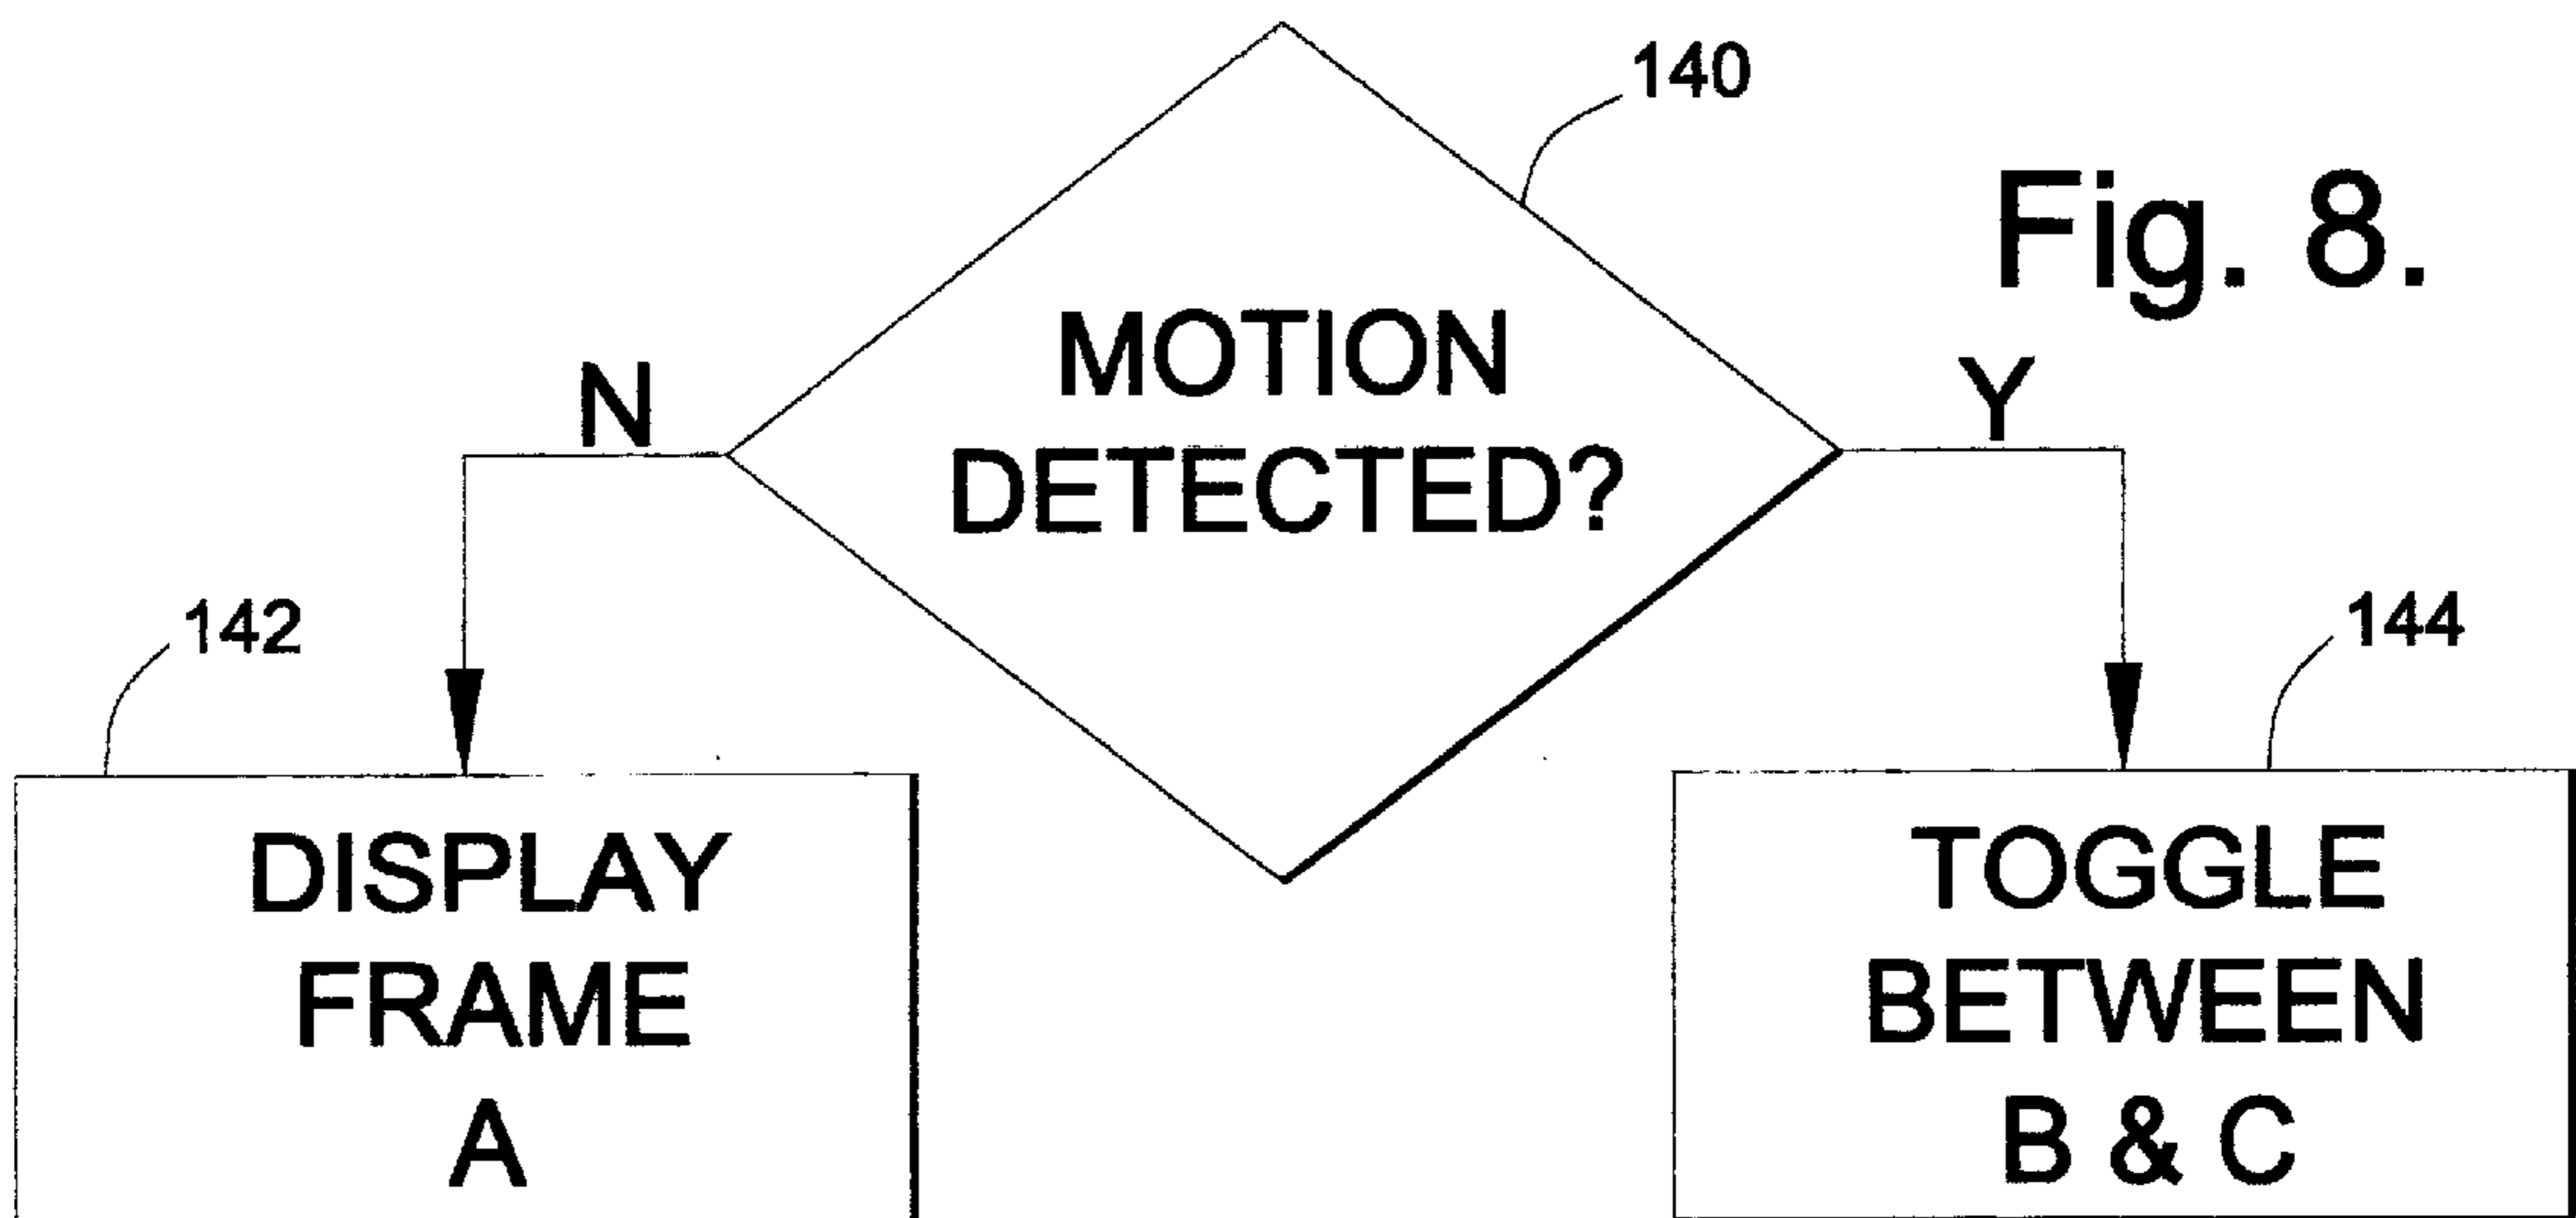 140
Fig. 8.
MOTION
DETECTED?
N
Y
142
144
DISPLAY
FRAME
A
TOGGLE
BETWEEN
B & C